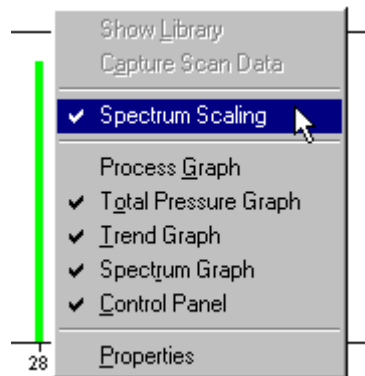 Show Library
Capture Scan Data
Spectrum Scaling
Process Graph
Total Pressure Graph
Trend Graph
Spectrum Graph
Control Panel
Properties
28